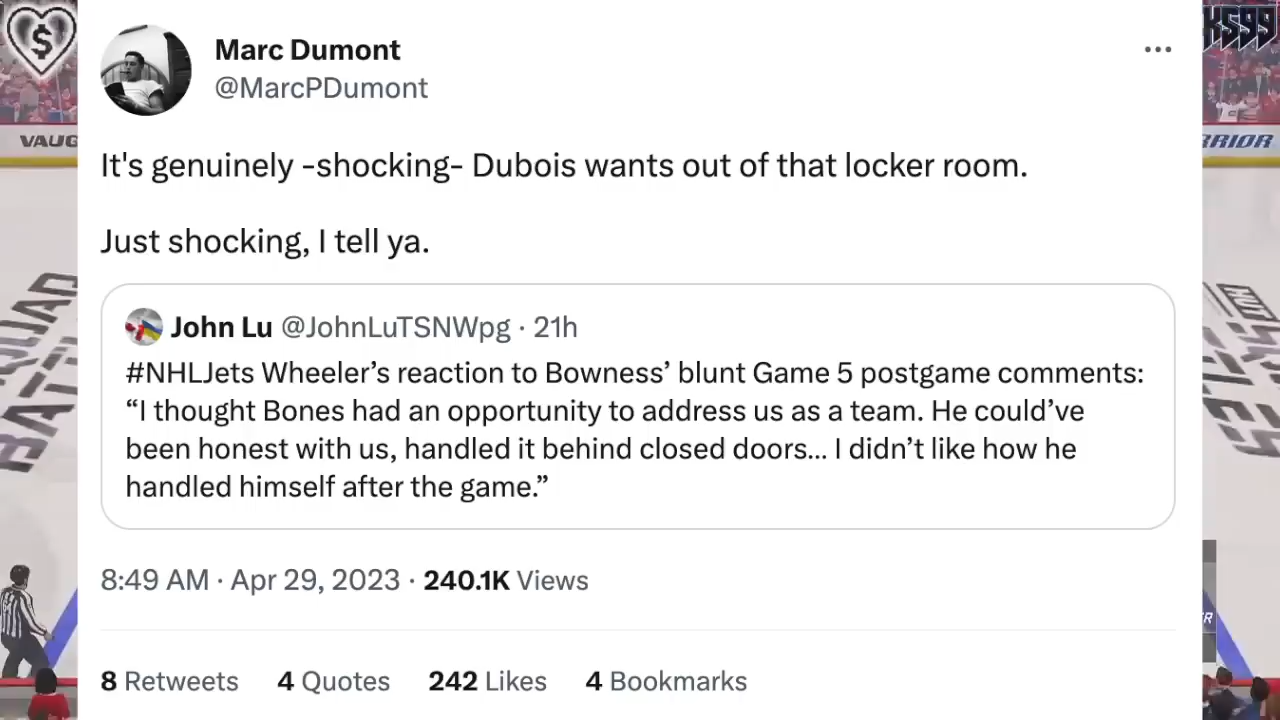 Marc Dumont
@MarcPDumont
It's genuinely -shocking- Dubois wants out of that locker room.
Just shocking, I tell ya.
John Lu @JohnLuTSNWpg · 21h
#NHLJets Wheeler’s reaction to Bowness’ blunt Game 5 postgame comments:
“I thought Bones had an opportunity to address us as a team. He could’ve
been honest with us, handled it behind closed doors... I didn’t like how he
handled himself after the game.”
8:49 AM · Apr 29, 2023 · 240.1K Views
8 Retweets 4 Quotes 242 Likes 4 Bookmarks
$
KS99
VAUG
RRIOR